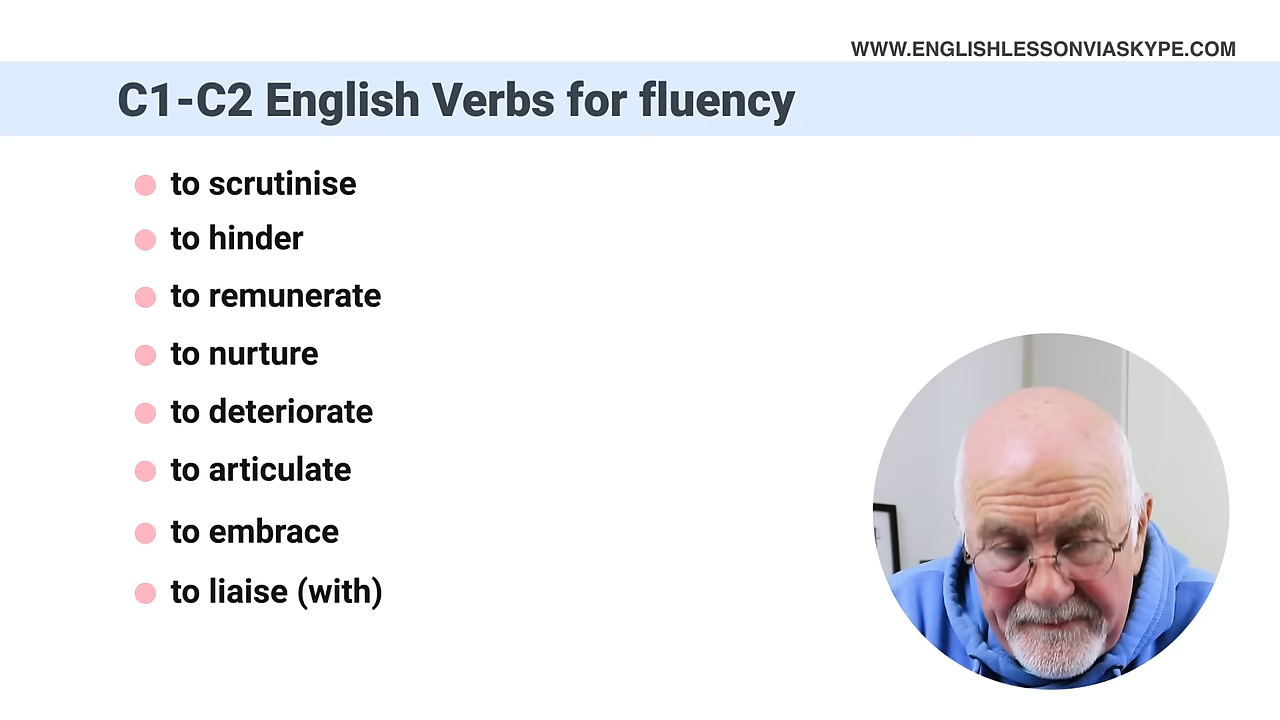 WWW.ENGLISHLESSONVIASKYPE.COM
C1-C2 English Verbs for fluency
to scrutinise
to hinder
to remunerate
to nurture
to deteriorate
to articulate
to embrace
to liaise (with)